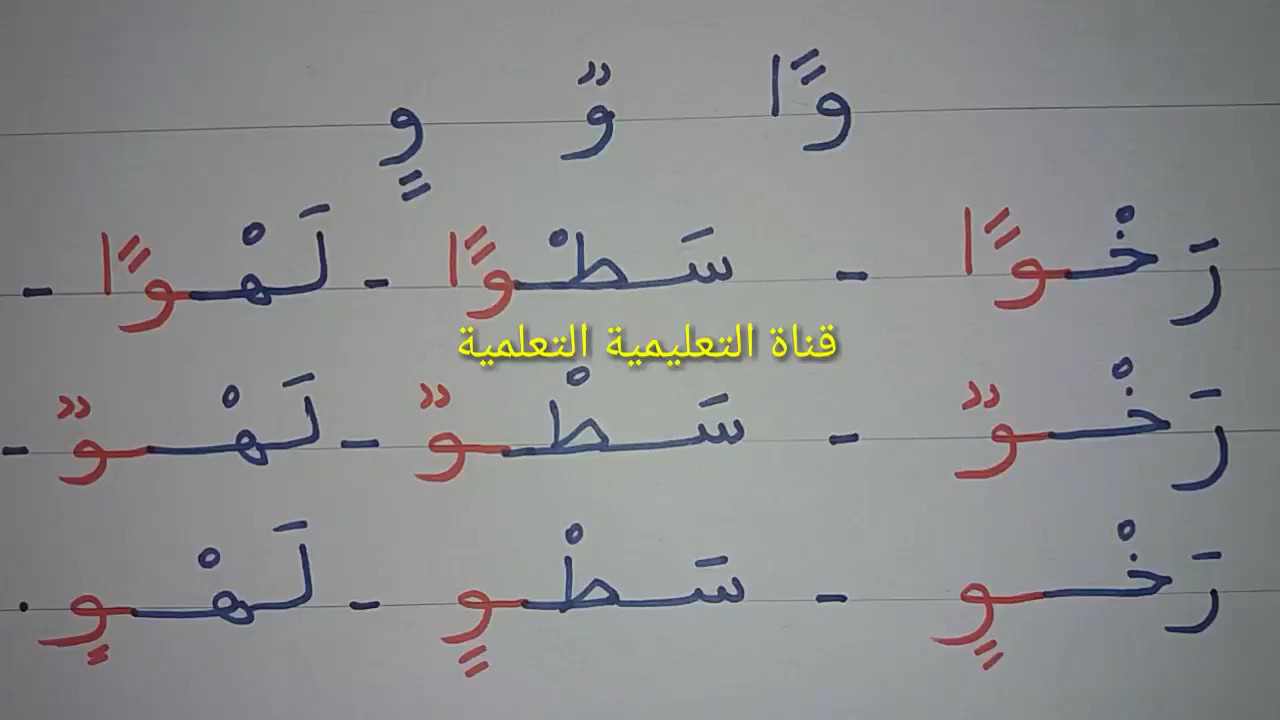 وًا وٌ وٍ
رَخْوًا - سَطْوًا - لَهْوًا -
قناة التعليمية التعلمية
رَخْوٌ - سَطْوٌ - لَهْوٌ -
رَخْوٍ - سَطْوٍ - لَهْوٍ .